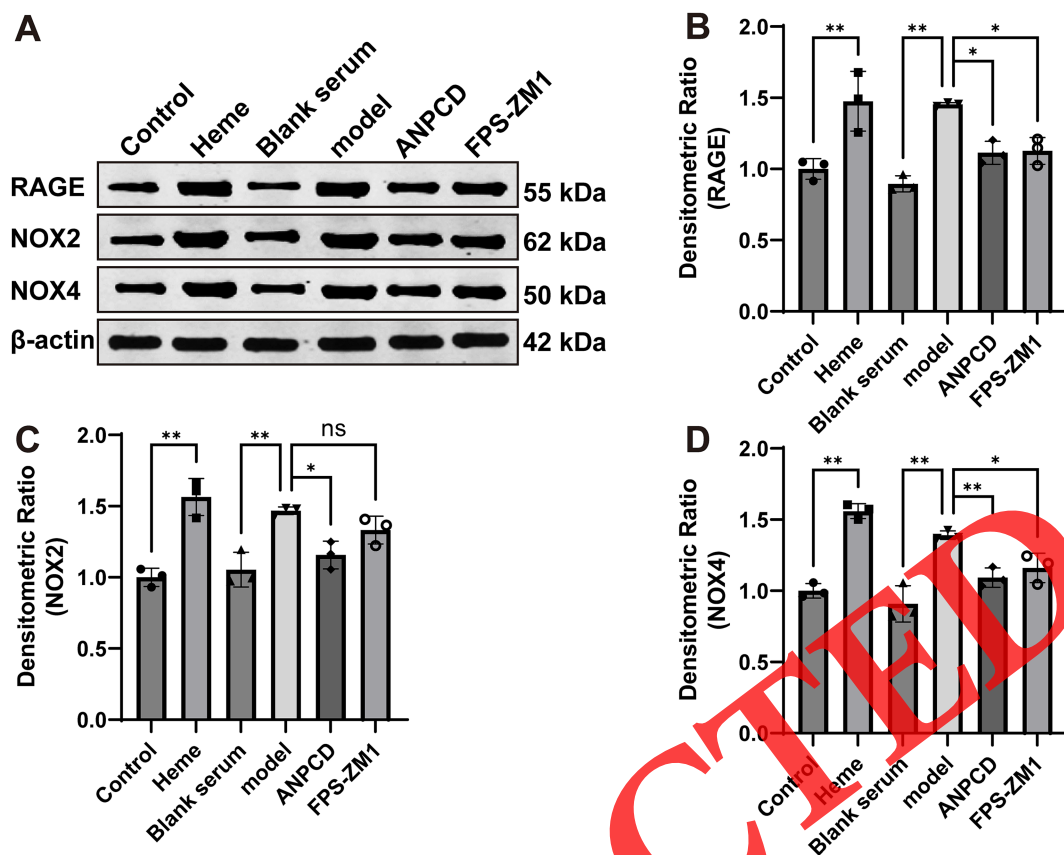 A
Control
Heme
Blank serum
model
ANPCD
FPS-ZM1
RAGE
55 kDa
NOX2
62 kDa
NOX4
50 kDa
β-actin
42 kDa
B
Densitometric Ratio
(RAGE)
2.0
1.5
1.0
0.5
0.0
**
**
*
*
Control
Heme
Blank serum
model
ANPCD
FPS-ZM1
C
Densitometric Ratio
(NOX2)
2.0
1.5
1.0
0.5
0.0
**
**
*
ns
Control
Heme
Blank serum
model
ANPCD
FPS-ZM1
D
Densitometric Ratio
(NOX4)
2.0
1.5
1.0
0.5
0.0
**
**
**
*
Control
Heme
Blank serum
model
ANPCD
FPS-ZM1
CTED